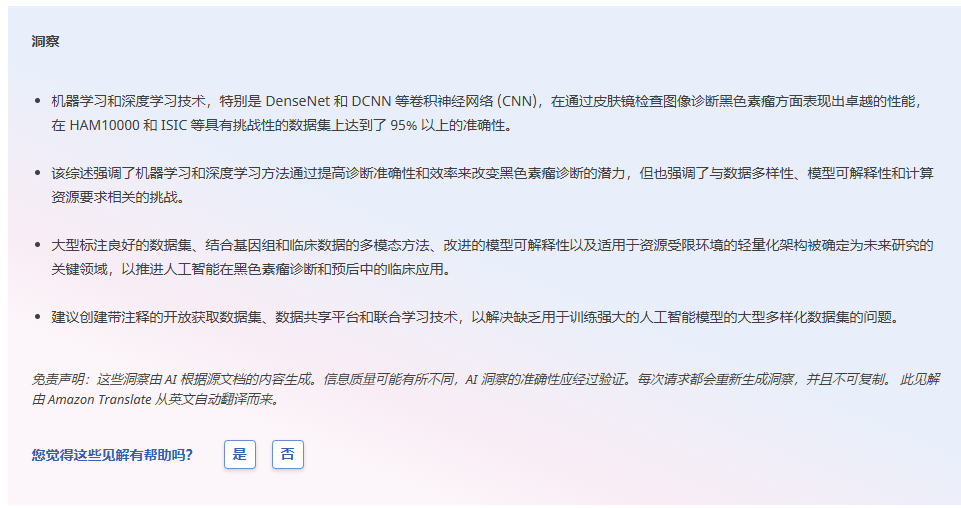 洞察
• 机器学习和深度学习技术，特别是 DenseNet 和 DCNN 等卷积神经网络 (CNN)，在通过皮肤镜检查图像诊断黑色素瘤方面表现出卓越的性能，
在 HAM10000 和 ISIC 等具有挑战性的数据集上达到了 95% 以上的准确性。
• 该综述强调了机器学习和深度学习方法通过提高诊断准确性和效率来改变黑色素瘤诊断的潜力，但也强调了与数据多样性、模型可解释性和计算
资源要求相关的挑战。
• 大型标注良好的数据集、结合基因组和临床数据的多模态方法、改进的模型可解释性以及适用于资源受限环境的轻量化架构被确定为未来研究的
关键领域，以推进人工智能在黑色素瘤诊断和预后中的临床应用。
• 建议创建带注释的开放获取数据集、数据共享平台和联合学习技术，以解决缺乏用于训练强大的人工智能模型的大型多样化数据集的问题。
免责声明：这些洞察由 AI 根据源文档的内容生成。信息质量可能有所不同，AI 洞察的准确性应经过验证。每次请求都会重新生成洞察，并且不可复制。 此见解
由 Amazon Translate 从英文自动翻译而来。
您觉得这些见解有帮助吗？ 是 否